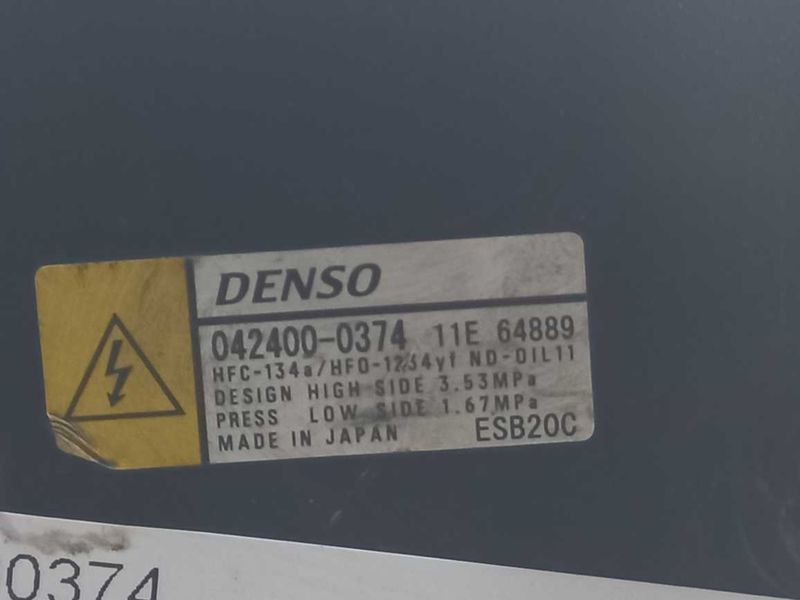 DENSO
042400-0374 11E 64889
HFC-134a/HFO-1234yf ND-OIL11
DESIGN HIGH SIDE 3.53MPa
PRESS LOW SIDE 1.67MPa
MADE IN JAPAN ESB20C
0374